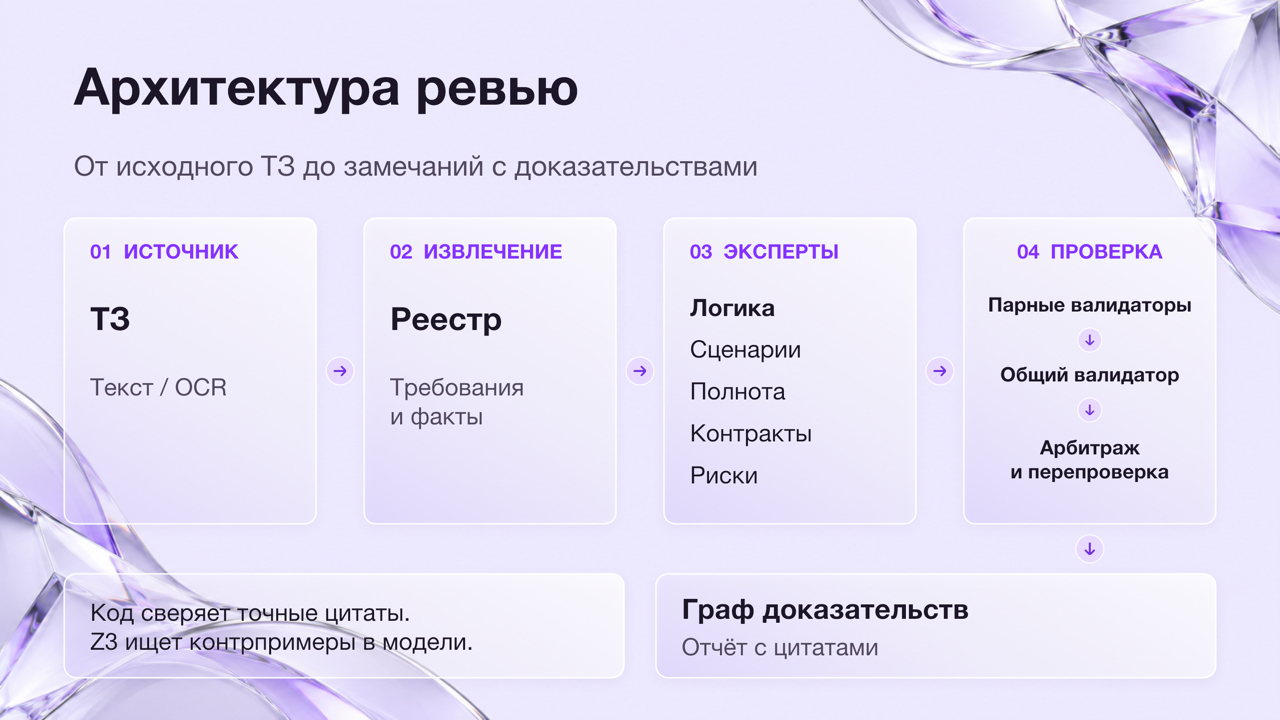 Архитектура ревью
От исходного ТЗ до замечаний с доказательствами
01 ИСТОЧНИК
ТЗ
Текст / OCR
02 ИЗВЛЕЧЕНИЕ
Реестр
Требования
и факты
03 ЭКСПЕРТЫ
Логика
Сценарии
Полнота
Контракты
Риски
04 ПРОВЕРКА
Парные валидаторы
Общий валидатор
Арбитраж
и перепроверка
Код сверяет точные цитаты.
Z3 ищет контрпримеры в модели.
Граф доказательств
Отчёт с цитатами